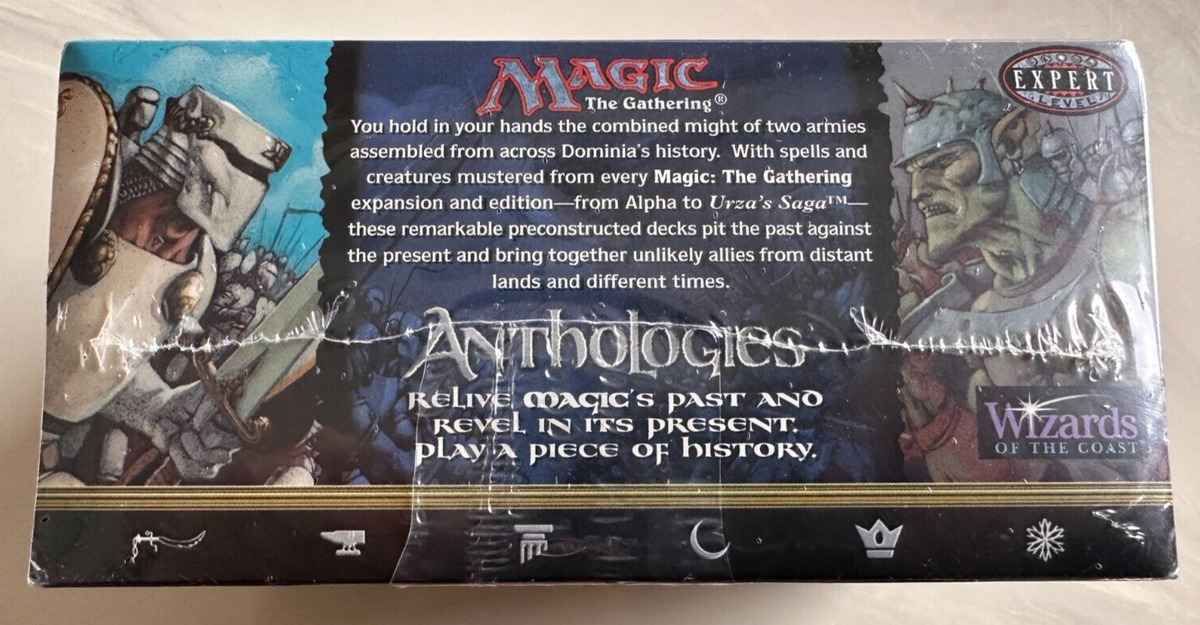 MAGIC
The Gathering®
EXPERT
LEVEL
You hold in your hands the combined might of two armies
assembled from across Dominia's history. With spells and
creatures mustered from every Magic: The Gathering
expansion and edition—from Alpha to Urza's Saga™—
these remarkable preconstructed decks pit the past against
the present and bring together unlikely allies from distant
lands and different times.
Anthologies
Relive Magic's past and
revel in its present.
Play a piece of history.
Wizards
OF THE COAST